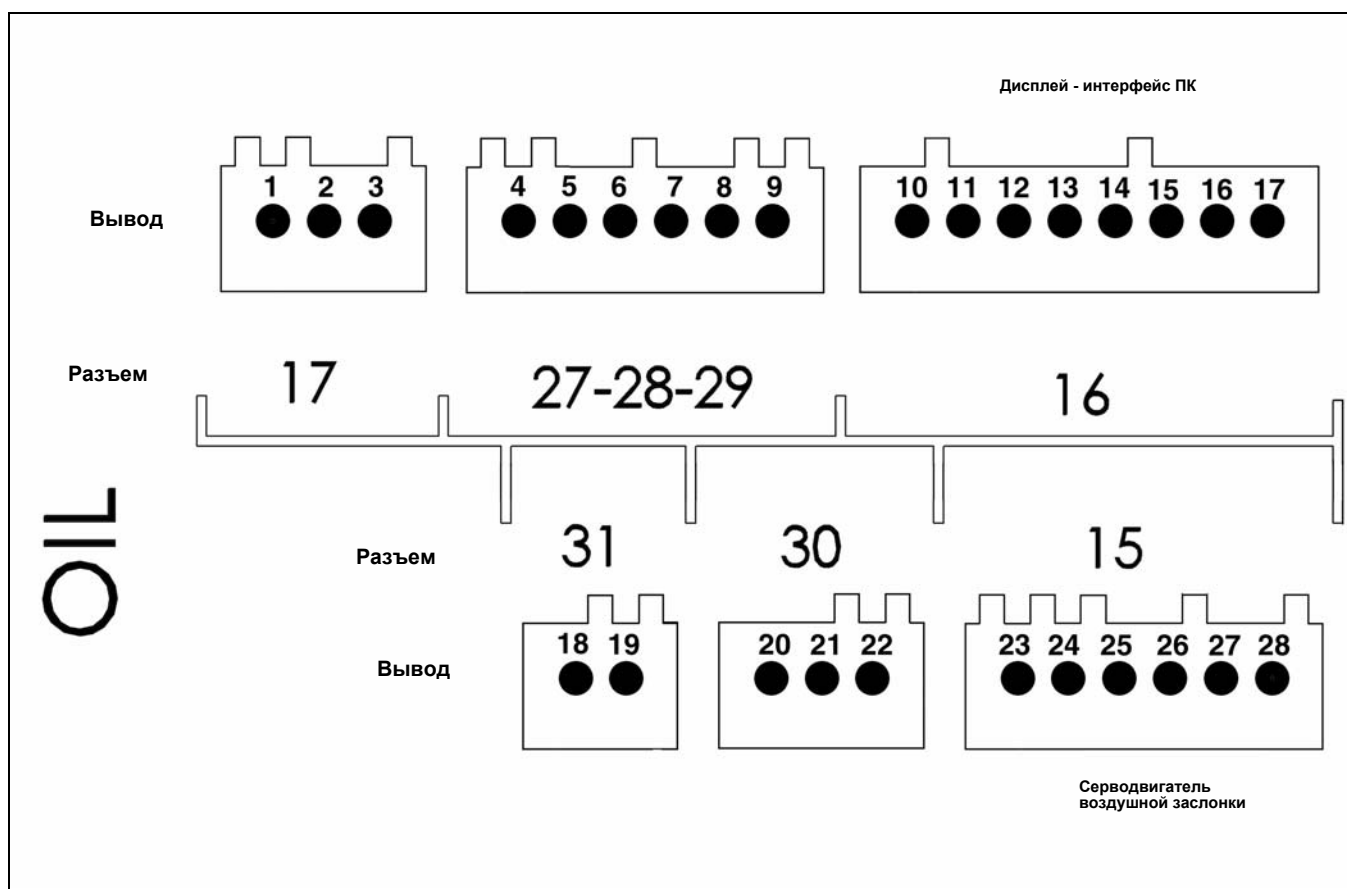 Дисплей - интерфейс ПК
1 2 3 4 5 6 7 8 9 10 11 12 13 14 15 16 17
Вывод
Разъем 17 27-28-29 16
OIL
Разъем 31 30 15
18 19 20 21 22 23 24 25 26 27 28
Вывод
Серводвигатель
воздушной заслонки